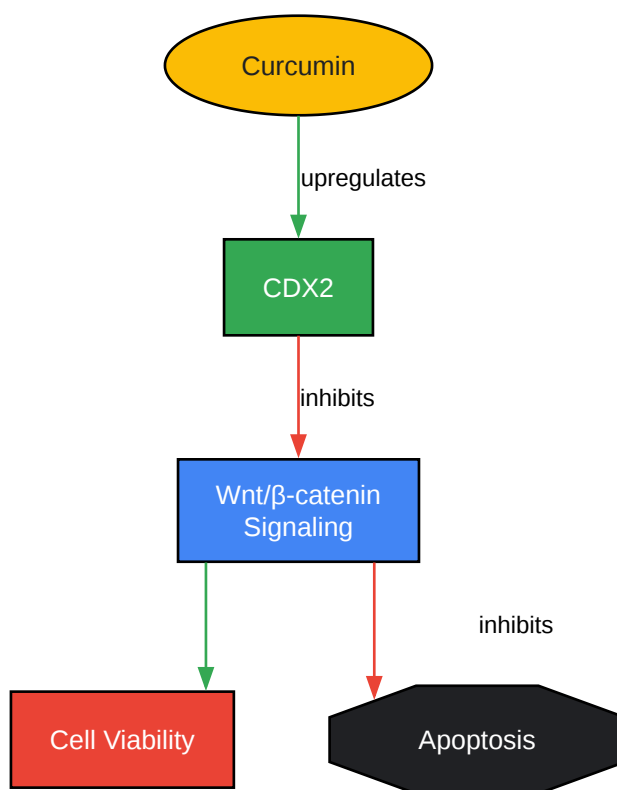 Curcumin
upregulates
CDX2
inhibits
Wnt/β-catenin
Signaling
inhibits
Cell Viability
Apoptosis